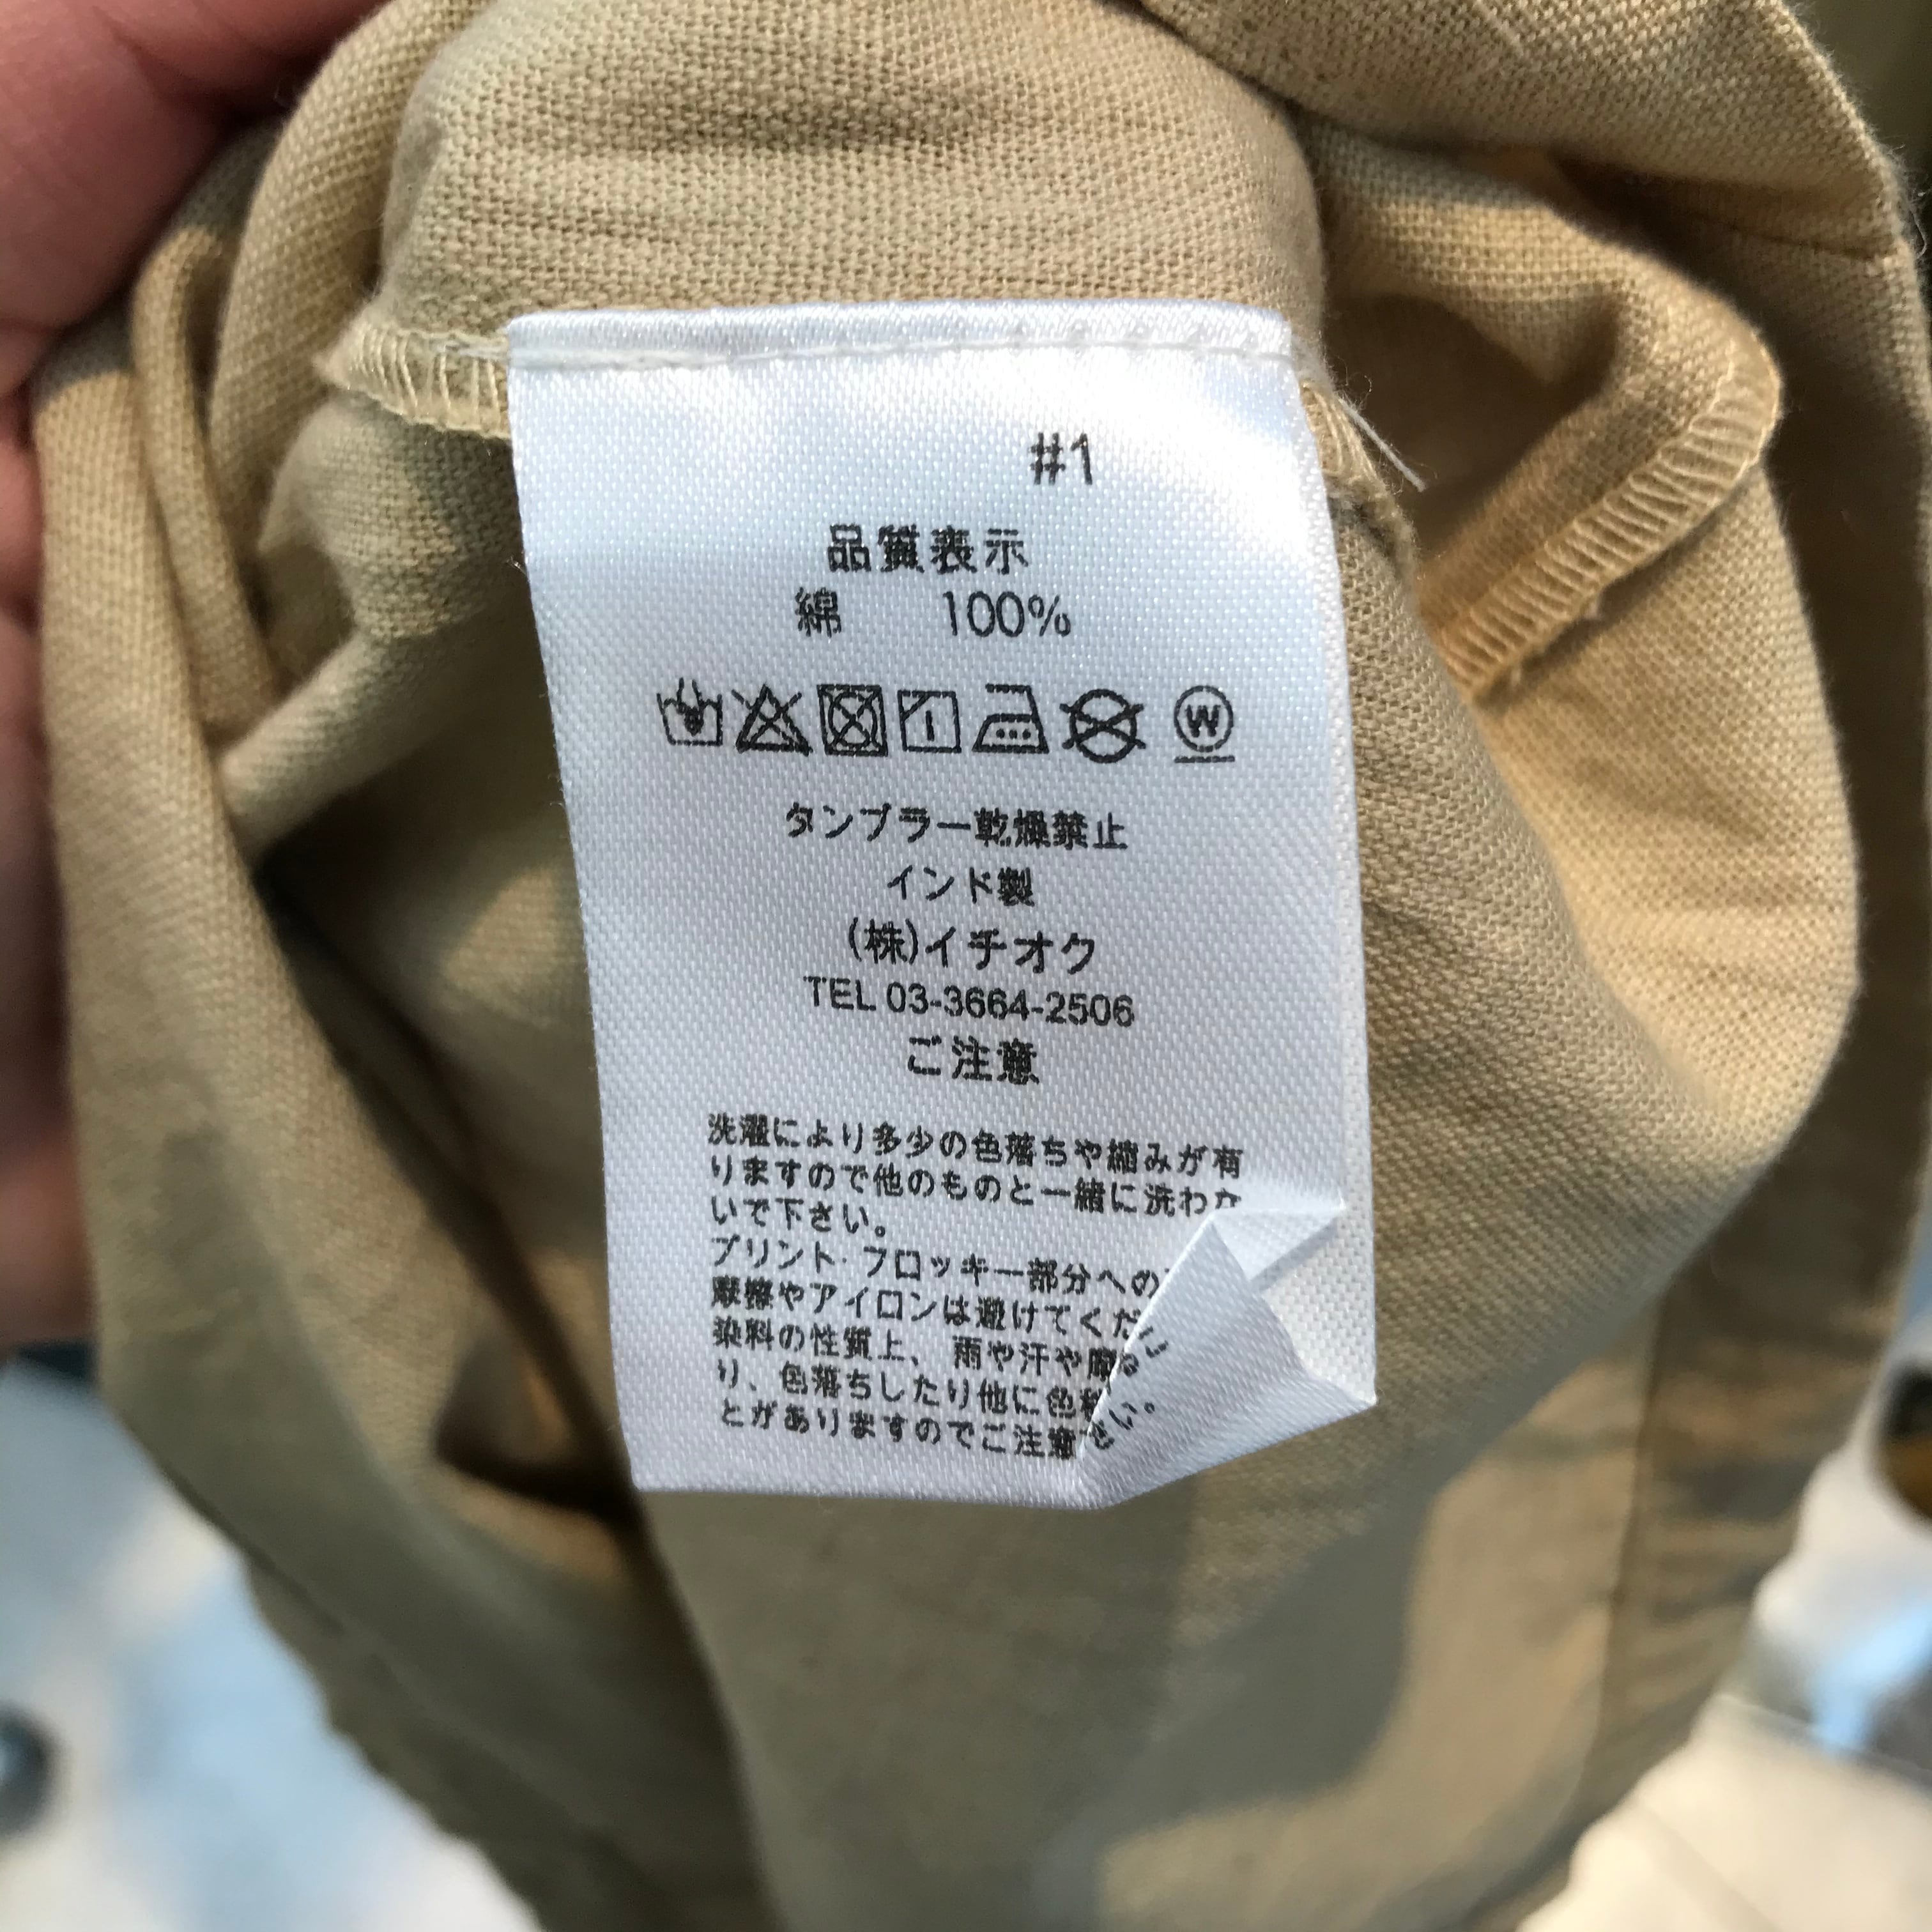 #1
品質表示
綿 100%
W
タンブラー乾燥禁止
インド製
(株)イチオク
TEL 03-3664-2506
ご注意
洗濯により多少の色落ちや縮みが有
りますので他のものと一緒に洗わな
いで下さい。
プリント・フロッキー部分への
摩擦やアイロンは避けてくだ
染料の性質上、雨や汗や摩
り、色落ちしたり他に色
とがありますのでご注意 さい。